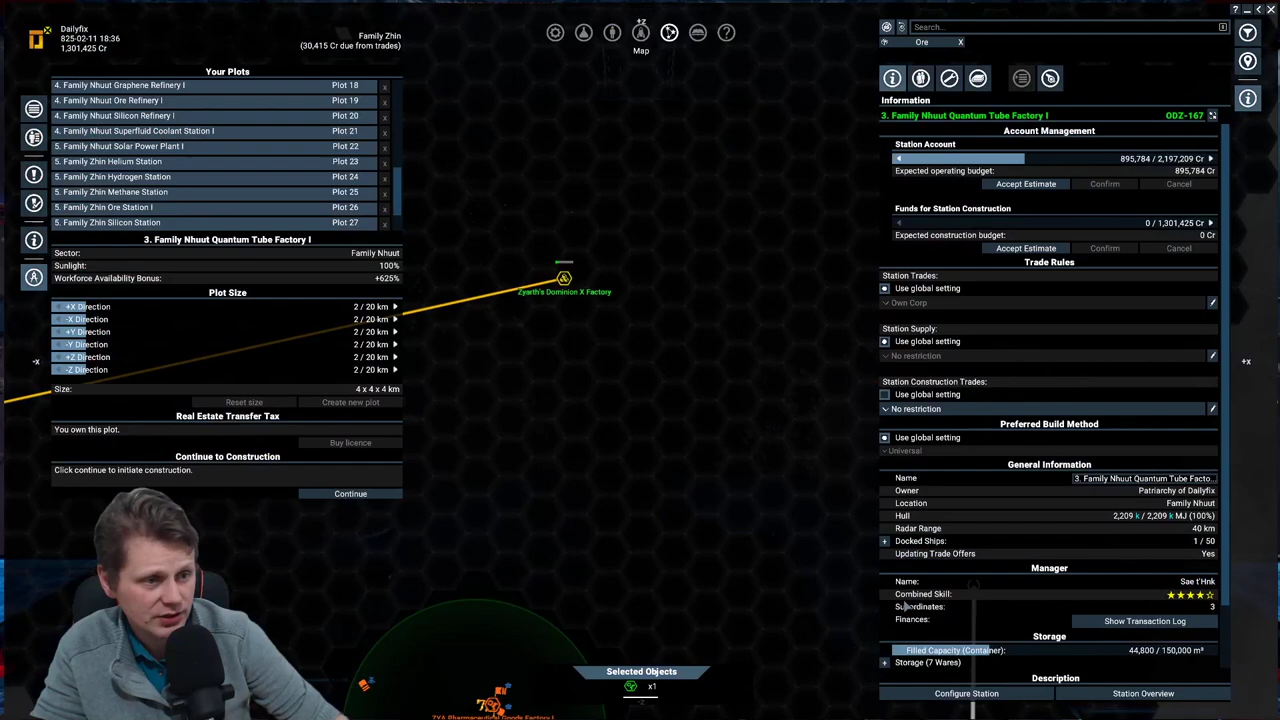 Dailyfix
825-02-11 18:36
1,301,425 Cr
Family Zhin
(30,415 Cr due from trades)
+Z
Map
Your Plots
4. Family Nhuut Graphene Refinery I Plot 18 x
4. Family Nhuut Ore Refinery I Plot 19 x
4. Family Nhuut Silicon Refinery I Plot 20 x
4. Family Nhuut Superfluid Coolant Station I Plot 21 x
4. Family Nhuut Solar Power Plant I Plot 22 x
5. Family Zhin Helium Station Plot 23 x
5. Family Zhin Hydrogen Station Plot 24 x
5. Family Zhin Methane Station Plot 25 x
5. Family Zhin Ore Station I Plot 26 x
5. Family Zhin Silicon Station Plot 27 x
3. Family Nhuut Quantum Tube Factory I
Sector: Family Nhuut
Sunlight: 100%
Workforce Availability Bonus: +625%
Plot Size
+X Direction 2 / 20 km
-X Direction 2 / 20 km
+Y Direction 2 / 20 km
-Y Direction 2 / 20 km
+Z Direction 2 / 20 km
-Z Direction 2 / 20 km
Size: 4 x 4 x 4 km
Reset size Create new plot
Real Estate Transfer Tax
You own this plot.
Buy licence
Continue to Construction
Click continue to initiate construction.
Continue
-X
Zyarth's Dominion X Factory
+X
Selected Objects
x1
-Z
ZYA Pharmaceutical Goods Factory I
Search...
Ore X
Information
3. Family Nhuut Quantum Tube Factory I ODZ-167
Account Management
Station Account
895,784 / 2,197,209 Cr
Expected operating budget: 895,784 Cr
Accept Estimate Confirm Cancel
Funds for Station Construction
0 / 1,301,425 Cr
Expected construction budget: 0 Cr
Accept Estimate Confirm Cancel
Trade Rules
Station Trades:
Use global setting
Own Corp
Station Supply:
Use global setting
No restriction
Station Construction Trades:
Use global setting
No restriction
Preferred Build Method
Use global setting
Universal
General Information
Name 3. Family Nhuut Quantum Tube Facto...
Owner Patriarchy of Dailyfix
Location Family Nhuut
Hull 2,209 k / 2,209 k MJ (100%)
Radar Range 40 km
+ Docked Ships: 1 / 50
Updating Trade Offers Yes
Manager
Name: Sae t'Hnk
Combined Skill:
Subordinates: 3
Finances: Show Transaction Log
Storage
Filled Capacity (Container): 44,800 / 150,000 m³
+ Storage (7 Wares)
Description
Configure Station Station Overview